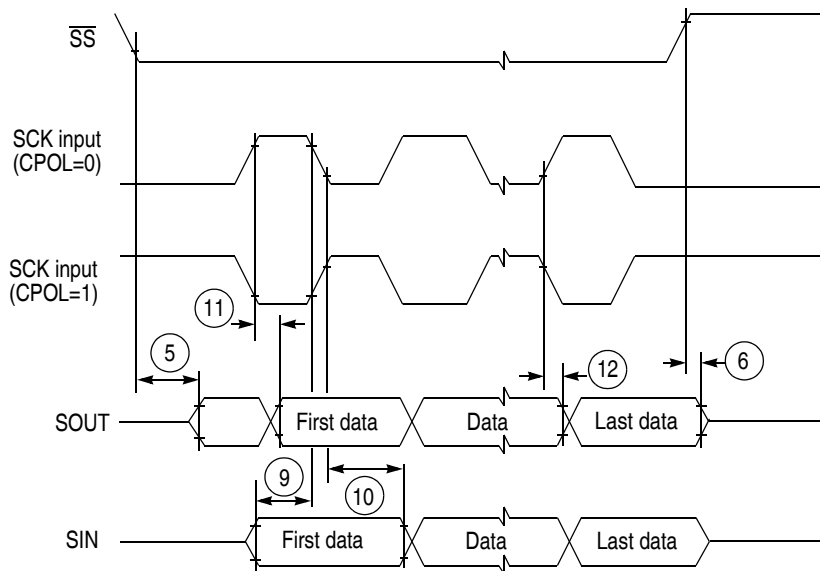 SS
SCK input
(CPOL=0)
SCK input
(CPOL=1)
11
5
12
6
SOUT
First data
Data
Last data
9
10
SIN
First data
Data
Last data